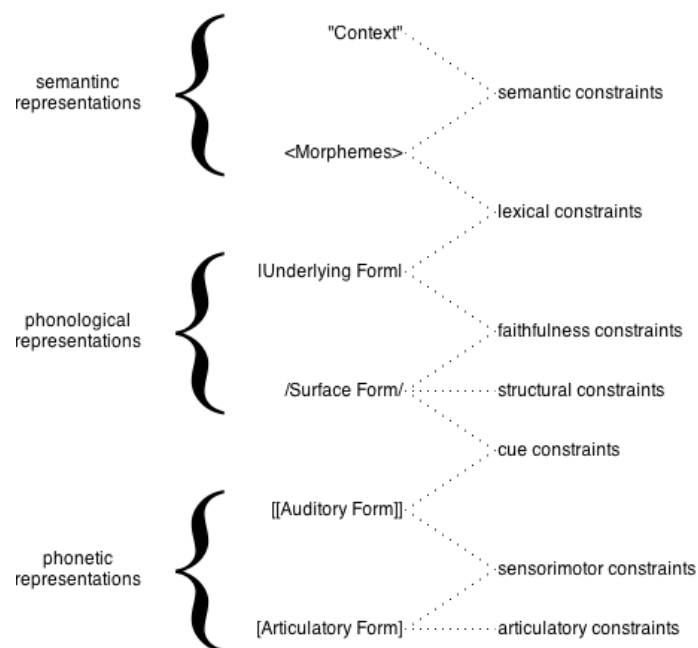 "Context"
semantinc
representations
semantic constraints
<Morphemes>
lexical constraints
|Underlying Form|
phonological
representations
faithfulness constraints
/Surface Form/
structural constraints
cue constraints
[[Auditory Form]]
phonetic
representations
sensorimotor constraints
[Articulatory Form]
articulatory constraints